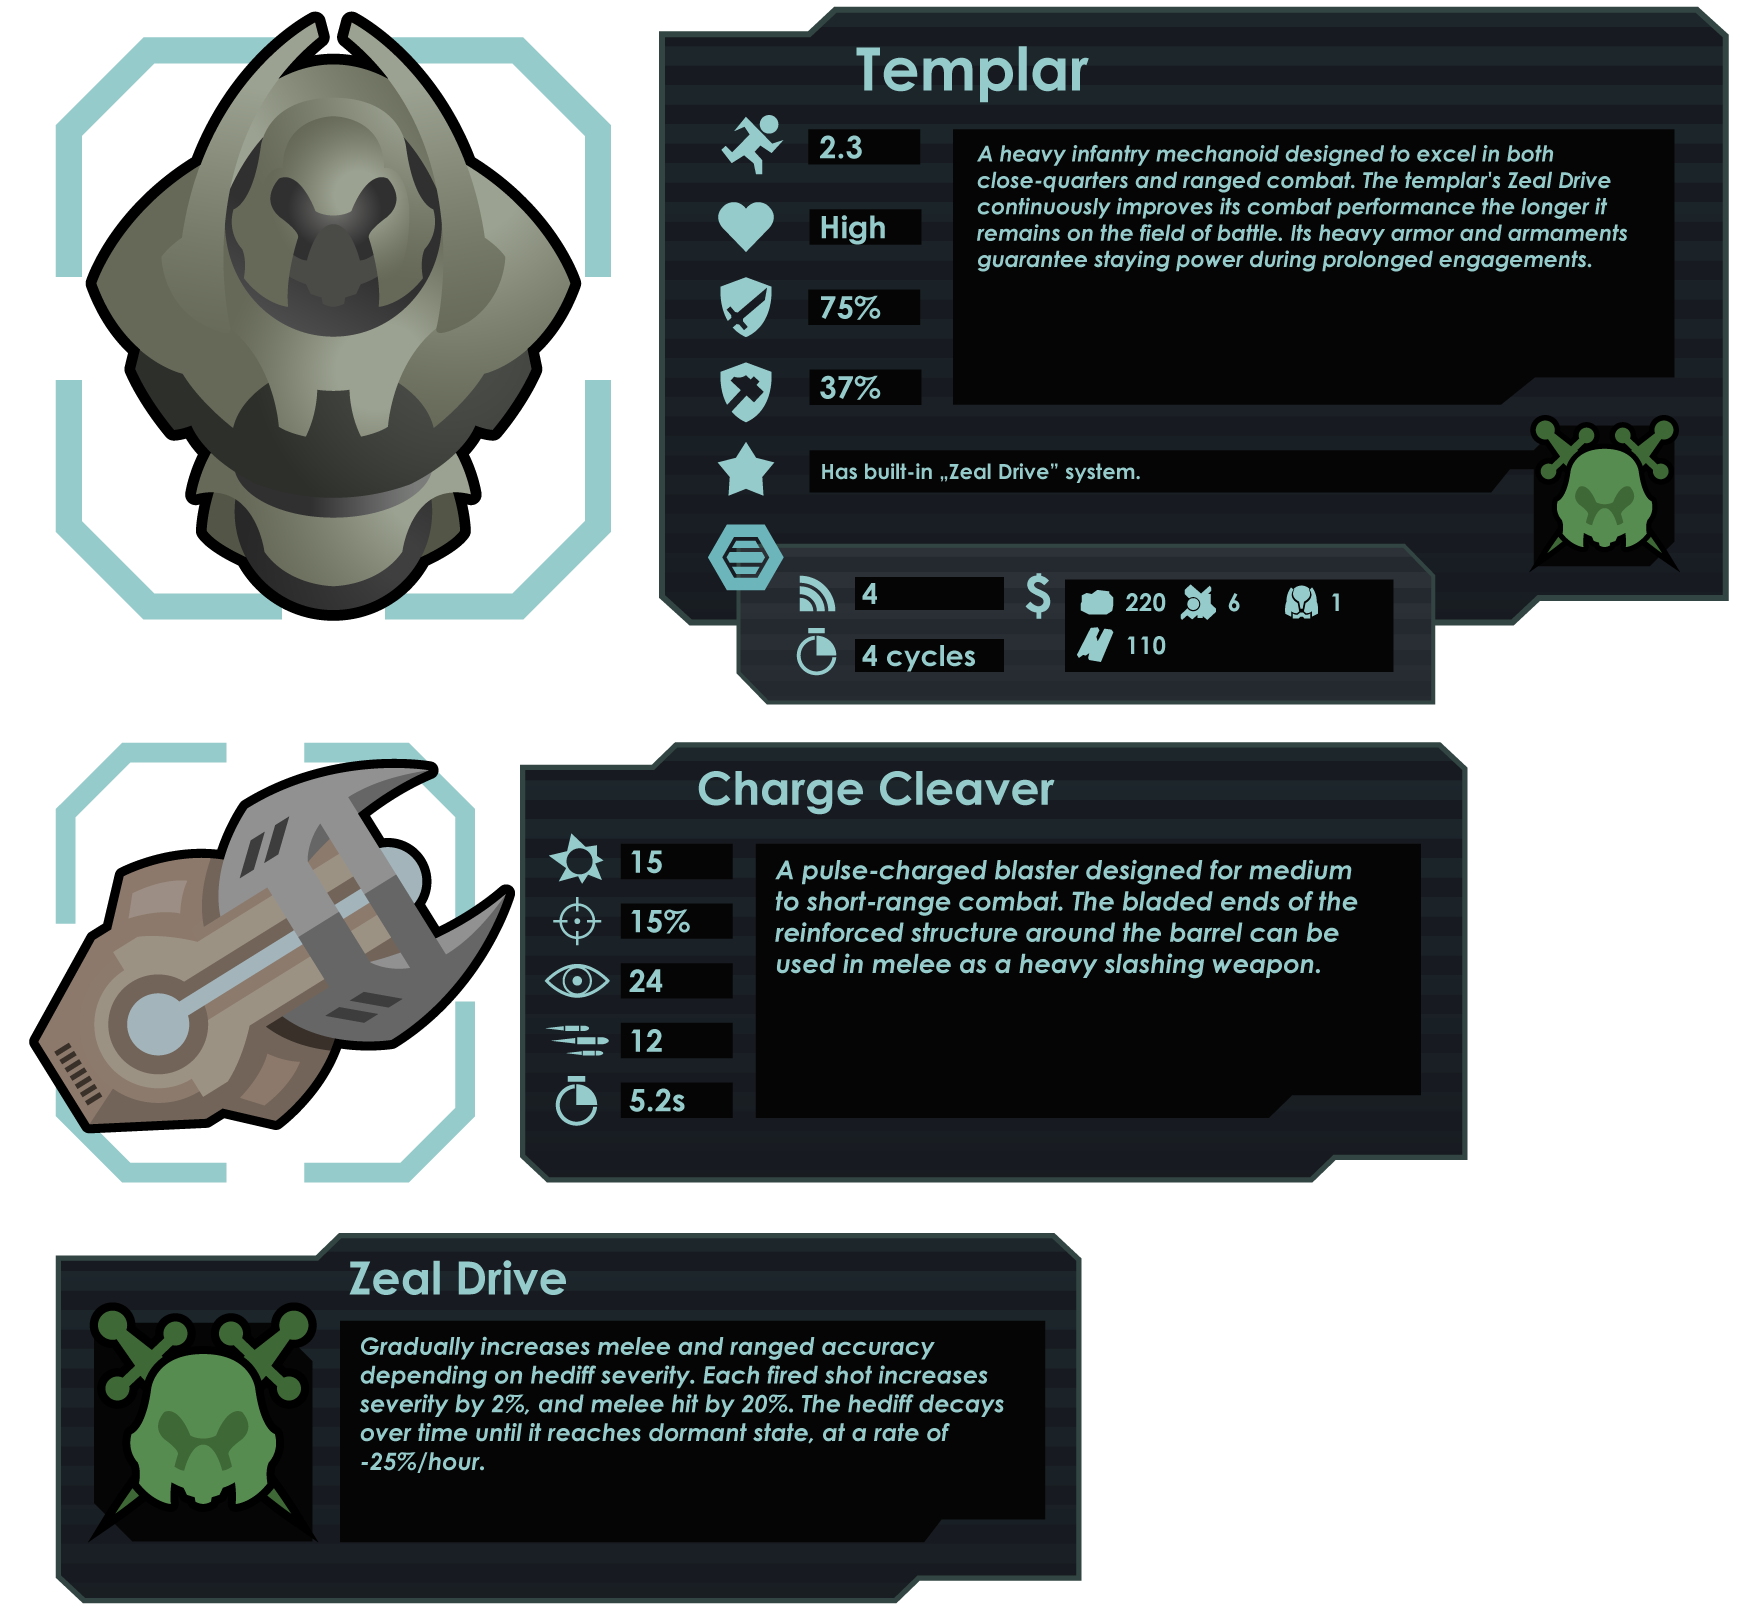 Templar
2.3
A heavy infantry mechanoid designed to excel in both
close-quarters and ranged combat. The templar's Zeal Drive
continuously improves its combat performance the longer it
remains on the field of battle. Its heavy armor and armaments
guarantee staying power during prolonged engagements.
High
75%
37%
Has built-in „Zeal Drive” system.
4
$
220 6 1
4 cycles
110
Charge Cleaver
15
A pulse-charged blaster designed for medium
to short-range combat. The bladed ends of the
reinforced structure around the barrel can be
used in melee as a heavy slashing weapon.
15%
24
12
5.2s
Zeal Drive
Gradually increases melee and ranged accuracy
depending on hediff severity. Each fired shot increases
severity by 2%, and melee hit by 20%. The hediff decays
over time until it reaches dormant state, at a rate of
-25%/hour.